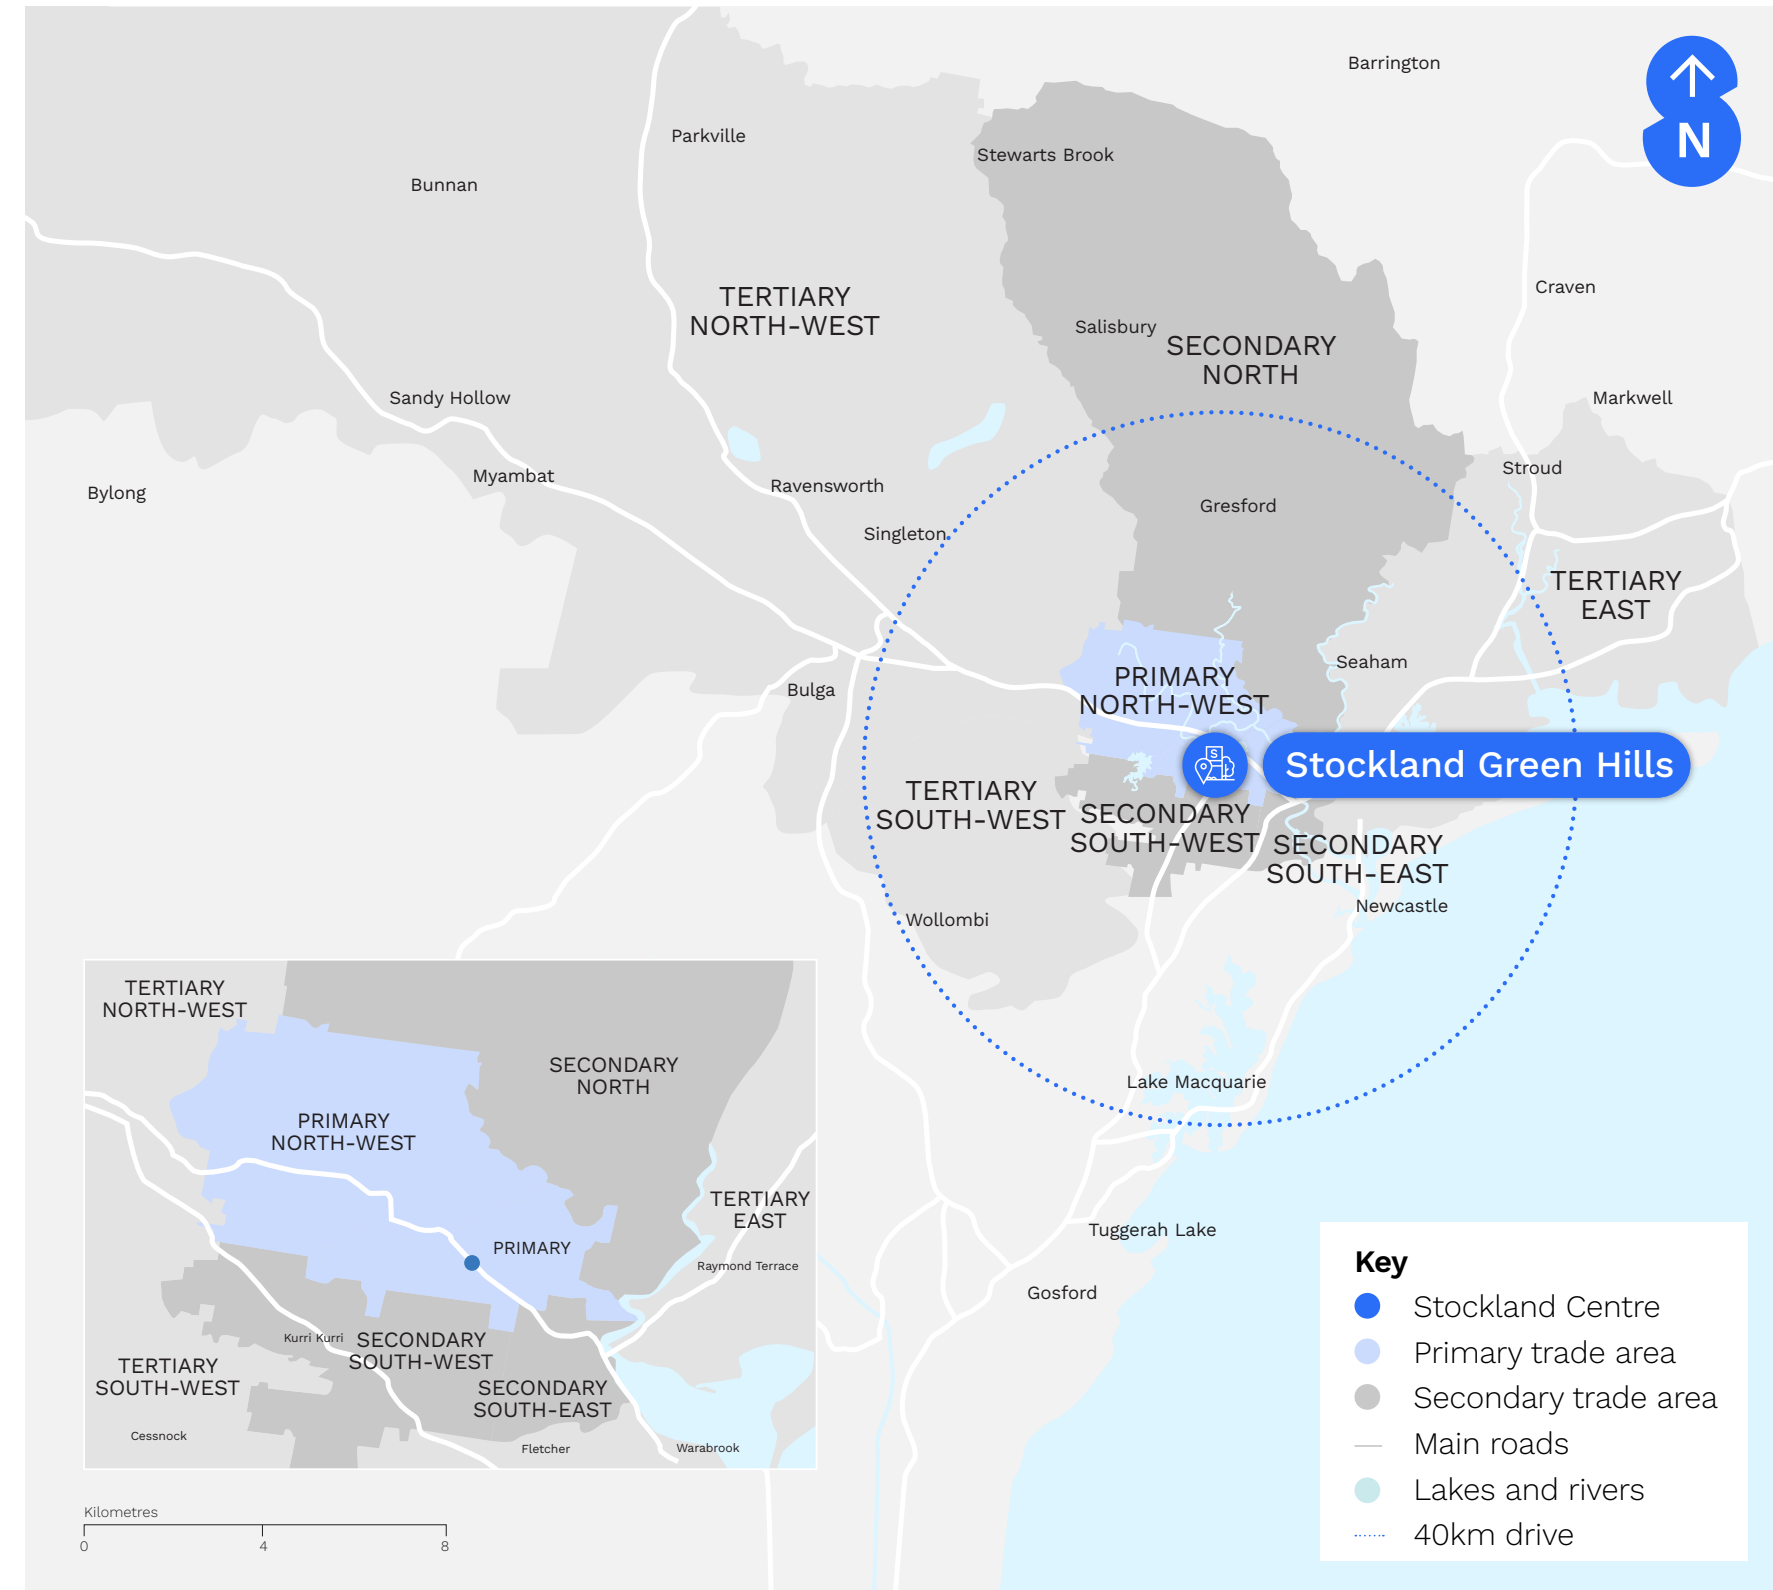 Barrington
N
Parkville
Stewarts Brook
Bunnan
Craven
TERTIARY
NORTH-WEST
Salisbury
SECONDARY
NORTH
Sandy Hollow
Markwell
Myambat
Stroud
Bylong
Ravensworth
Gresford
Singleton
TERTIARY
EAST
Seaham
PRIMARY
NORTH-WEST
Bulga
S
Stockland Green Hills
TERTIARY
SOUTH-WEST
SECONDARY
SOUTH-WEST
SECONDARY
SOUTH-EAST
Newcastle
Wollombi
Lake Macquarie
Tuggerah Lake
Gosford
TERTIARY
NORTH-WEST
SECONDARY
NORTH
PRIMARY
NORTH-WEST
TERTIARY
EAST
PRIMARY
Raymond Terrace
Kurri Kurri
SECONDARY
SOUTH-WEST
TERTIARY
SOUTH-WEST
SECONDARY
SOUTH-EAST
Cessnock
Fletcher
Warabrook
Kilometres
0 4 8
Key
Stockland Centre
Primary trade area
Secondary trade area
Main roads
Lakes and rivers
40km drive